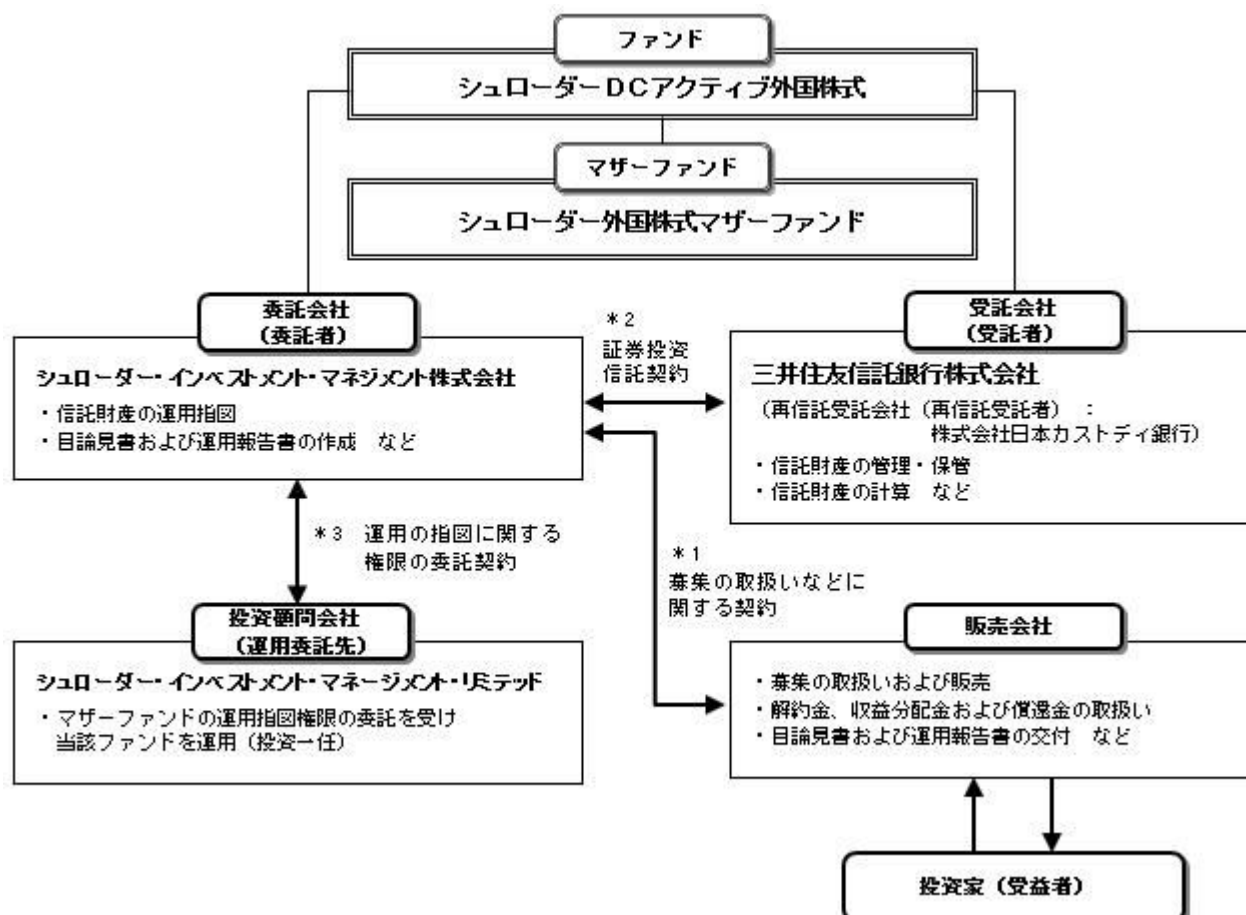 ファンド
シュローダーDCアクティブ外国株式
マザーファンド
シュローダー外国株式マザーファンド
委託会社
(委託者)
シュローダー・インベストメント・マネジメント株式会社
・信託財産の運用指図
・目論見書および運用報告書の作成 など
*2
証券投資
信託契約
受託会社
(受託者)
三井住友信託銀行株式会社
(再信託受託会社(再信託受託者) :
株式会社日本カストディ銀行)
・信託財産の管理・保管
・信託財産の計算 など
*3 運用の指図に関する
権限の委託契約
*1
募集の取扱いなどに
関する契約
投資顧問会社
(運用委託先)
シュローダー・インベストメント・マネージメント・リミテッド
・マザーファンドの運用指図権限の委託を受け
当該ファンドを運用(投資一任)
販売会社
・募集の取扱いおよび販売
・解約金、収益分配金および償還金の取扱い
・目論見書および運用報告書の交付 など
投資家(受益者)